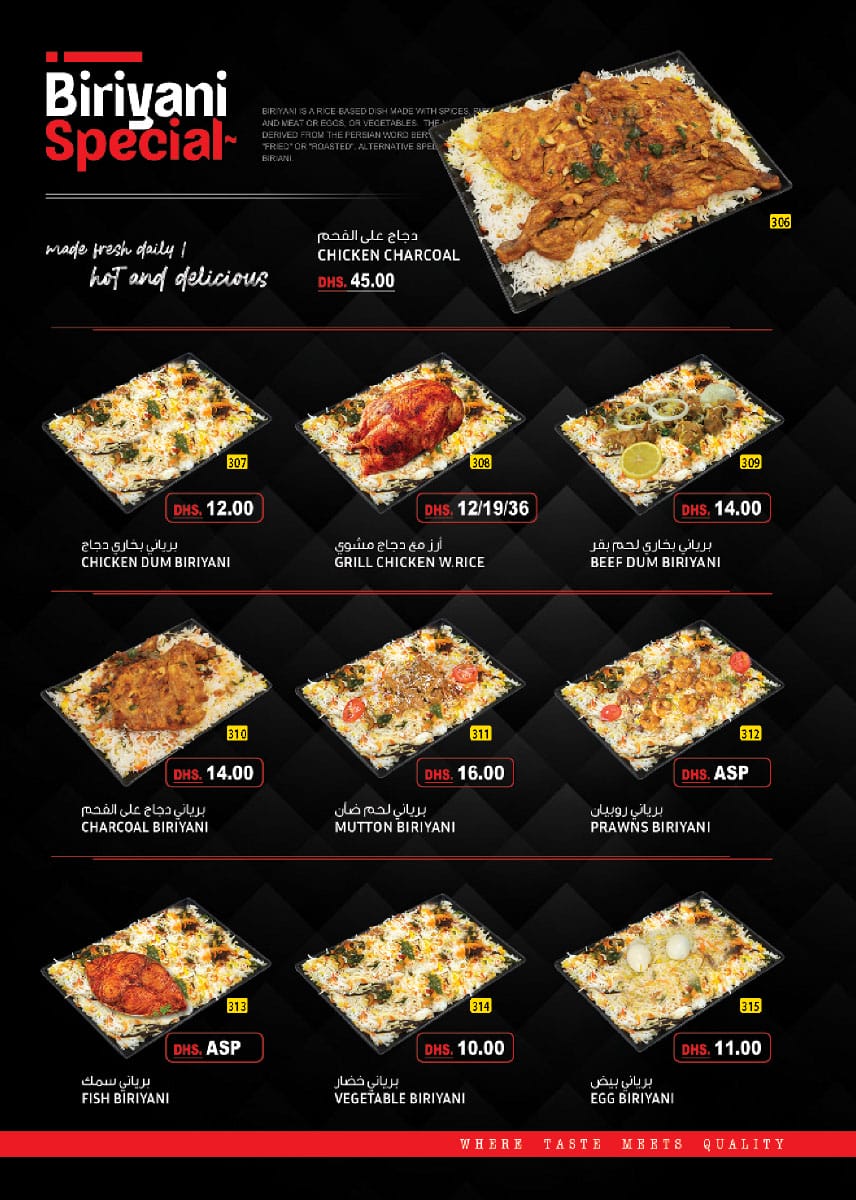 Biriyani
Special~
BIRIYANI IS A RICE-BASED DISH MADE WITH SPICES,
AND MEAT OR EGGS, OR VEGETABLES.
DERIVED FROM THE PERSIAN WORD
"FRIED" OR "ROASTED". ALTERNATIVE
BIRIANI.
made fresh daily |
hot and delicious
دجاج على الفحم
CHICKEN CHARCOAL
DHS. 45.00
306
307
DHS. 12.00
برياني بخاري دجاج
CHICKEN DUM BIRIYANI
308
DHS. 12/19/36
أرز مع دجاج مشوي
GRILL CHICKEN W.RICE
309
DHS. 14.00
برياني بخاري لحم بقر
BEEF DUM BIRIYANI
310
DHS. 14.00
برياني دجاج على الفحم
CHARCOAL BIRIYANI
311
DHS. 16.00
برياني لحم ضأن
MUTTON BIRIYANI
312
DHS. ASP
برياني روبيان
PRAWNS BIRIYANI
313
DHS. ASP
برياني سمك
FISH BIRIYANI
314
DHS. 10.00
برياني خضار
VEGETABLE BIRIYANI
315
DHS. 11.00
برياني بيض
EGG BIRIYANI
WHERE TASTE MEETS QUALITY